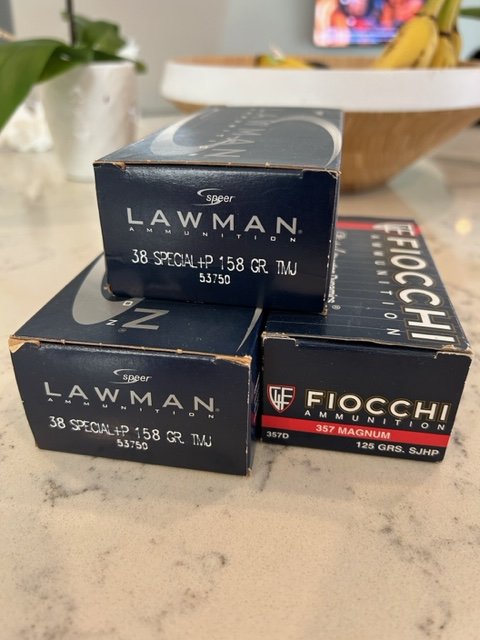 speer
LAWMAN®
AMMUNITION
38 SPECIAL+P 158 GR. TMJ
53750
speer
LAWMAN®
AMMUNITION
38 SPECIAL+P 158 GR. TMJ
53750
FIOCCHI
AMMUNITION
FIOCCHI
AMMUNITION
357 MAGNUM
357D
125 GRS. SJHP